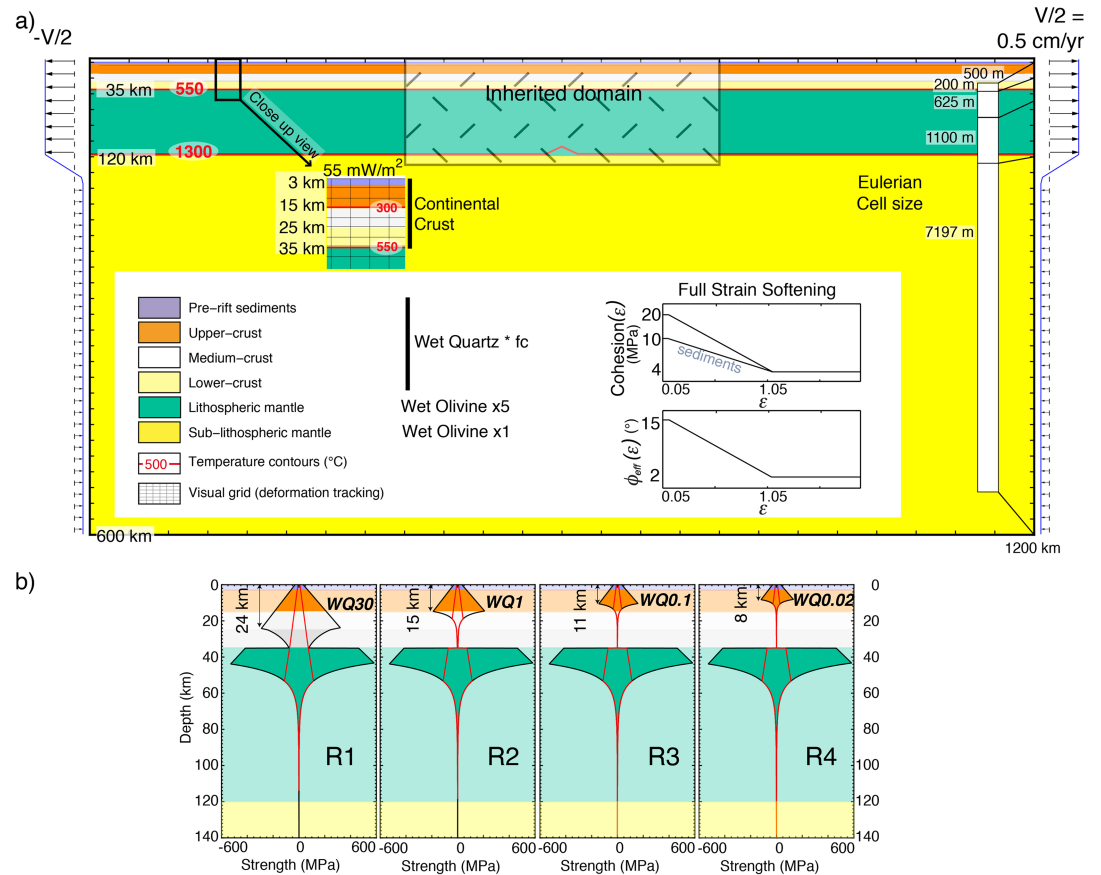 a)
-V/2
V/2 =
0.5 cm/yr
500 m
35 km
550
200 m
Inherited domain
625 m
Close up view
1100 m
120 km
1300
55 mW/m²
3 km
15 km
300
25 km
35 km
550
Continental
Crust
Eulerian
Cell size
7197 m
Pre-rift sediments
Upper-crust
Medium-crust
Lower-crust
Lithospheric mantle
Sub-lithospheric mantle
500
Temperature contours (°C)
Visual grid (deformation tracking)
Wet Quartz * fc
Wet Olivine x5
Wet Olivine x1
Full Strain Softening
Cohesion(ε)
(MPa)
20
10
4
sediments
0.05
1.05
ε
ϕeff (ε) (°)
15
2
0.05
1.05
ε
600 km
1200 km
b)
Depth (km)
0
20
40
60
80
100
120
140
24 km
WQ30
R1
15 km
WQ1
R2
11 km
WQ0.1
R3
8 km
WQ0.02
R4
0
20
40
60
80
100
120
140
-600 0 600
-600 0 600
-600 0 600
-600 0 600
Strength (MPa)
Strength (MPa)
Strength (MPa)
Strength (MPa)